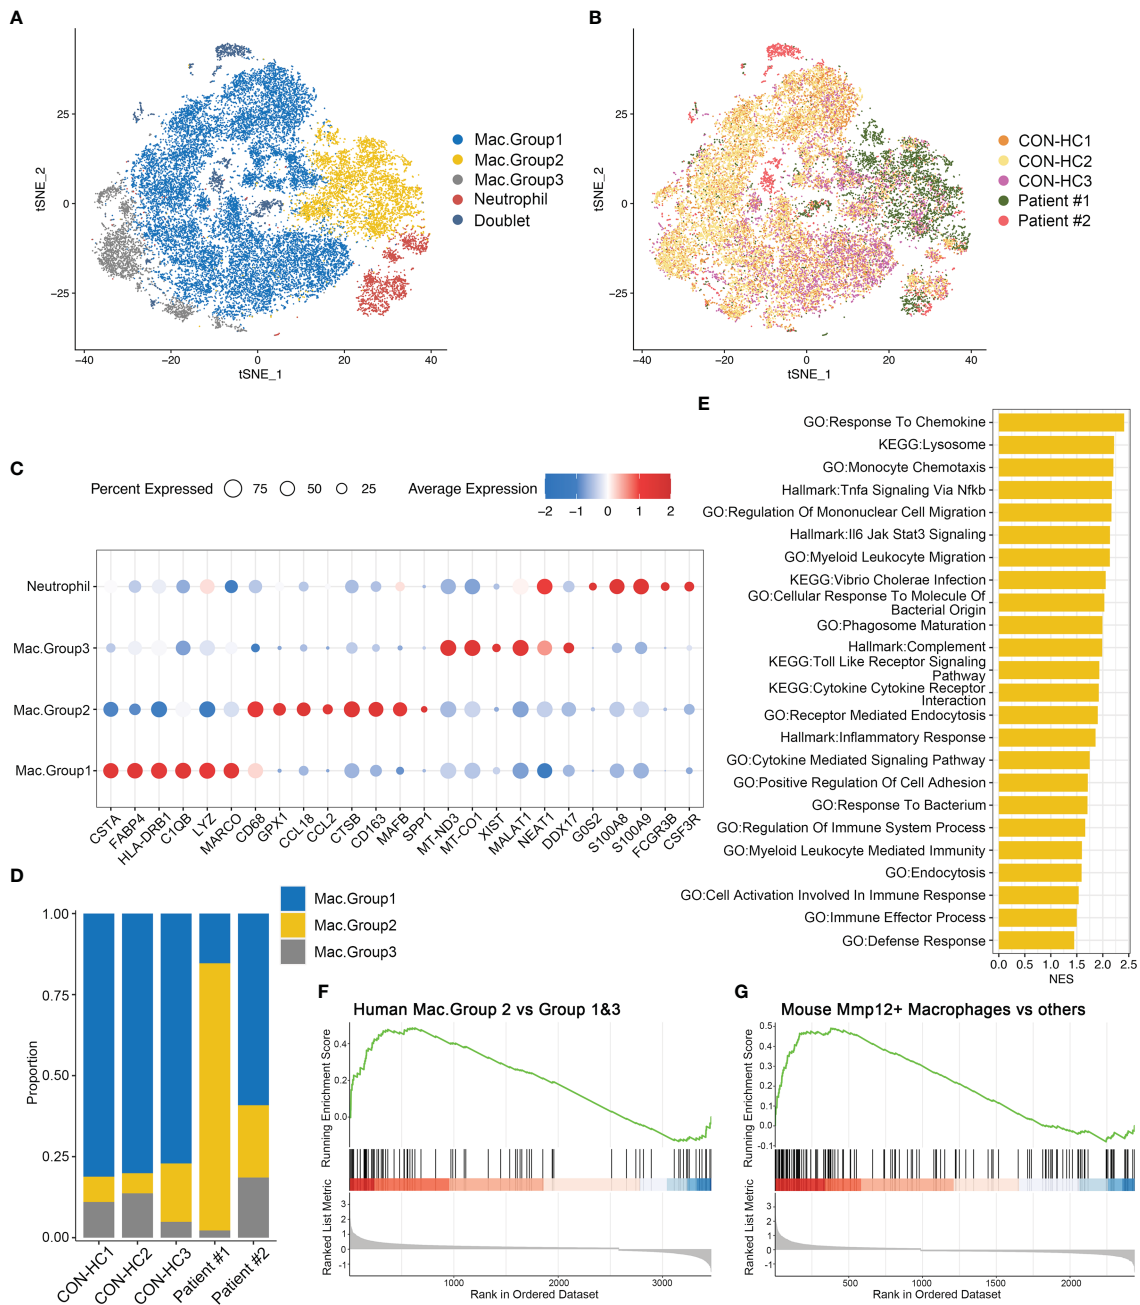 A
25
0
−25
−40
−20
0
20
40
tSNE_2
tSNE_1
Mac.Group1
Mac.Group2
Mac.Group3
Neutrophil
Doublet
B
25
0
−25
−40
−20
0
20
40
tSNE_2
tSNE_1
CON-HC1
CON-HC2
CON-HC3
Patient #1
Patient #2
C
Percent Expressed
75
50
25
Average Expression
−2
−1
0
1
2
Neutrophil
Mac.Group3
Mac.Group2
Mac.Group1
CSTA
FABP4
HLA-DRB1
C1QB
LYZ
MARCO
CD68
GPX1
CCL18
CCL2
CTSB
CD163
MAFB
SPP1
MT-ND3
MT-CO1
XIST
MALAT1
NEAT1
DDX17
G0S2
S100A8
S100A9
FCGR3B
CSF3R
D
Mac.Group1
Mac.Group2
Mac.Group3
1.00
0.75
0.50
0.25
0.00
Proportion
CON-HC1
CON-HC2
CON-HC3
Patient #1
Patient #2
E
GO:Response To Chemokine
KEGG:Lysosome
GO:Monocyte Chemotaxis
Hallmark:Tnfa Signaling Via Nfkb
GO:Regulation Of Mononuclear Cell Migration
Hallmark:Il6 Jak Stat3 Signaling
GO:Myeloid Leukocyte Migration
KEGG:Vibrio Cholerae Infection
GO:Cellular Response To Molecule Of
Bacterial Origin
GO:Phagosome Maturation
Hallmark:Complement
KEGG:Toll Like Receptor Signaling
Pathway
KEGG:Cytokine Cytokine Receptor
Interaction
GO:Receptor Mediated Endocytosis
Hallmark:Inflammatory Response
GO:Cytokine Mediated Signaling Pathway
GO:Positive Regulation Of Cell Adhesion
GO:Response To Bacterium
GO:Regulation Of Immune System Process
GO:Myeloid Leukocyte Mediated Immunity
GO:Endocytosis
GO:Cell Activation Involved In Immune Response
GO:Immune Effector Process
GO:Defense Response
0.0
0.5
1.0
1.5
2.0
2.5
NES
F
Human Mac.Group 2 vs Group 1&3
Running Enrichment Score
0.4
0.2
0.0
Ranked List Metric
3
2
1
0
-1
1000
2000
3000
Rank in Ordered Dataset
G
Mouse Mmp12+ Macrophages vs others
Running Enrichment Score
0.5
0.4
0.3
0.2
0.1
0.0
-0.1
Ranked List Metric
3
2
1
0
-1
500
1000
1500
2000
Rank in Ordered Dataset